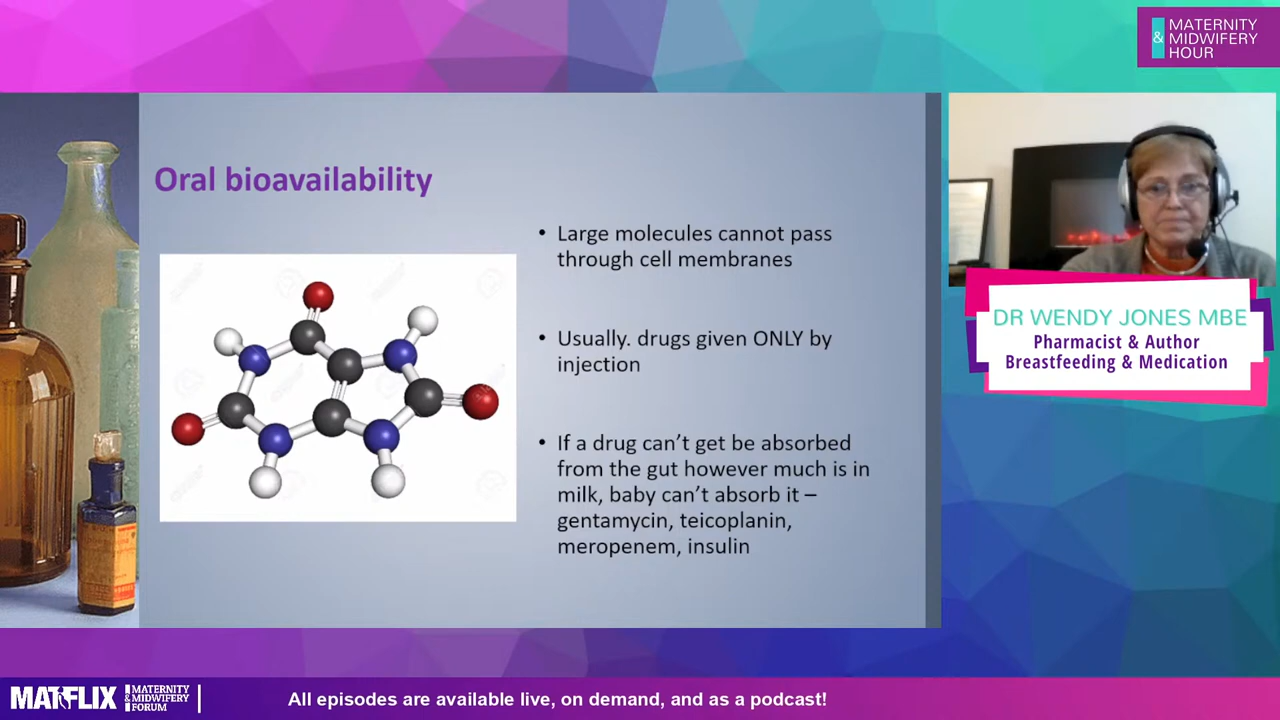 MATERNITY
& MIDWIFERY
HOUR
Oral bioavailability
• Large molecules cannot pass
through cell membranes
• Usually. drugs given ONLY by
injection
• If a drug can't get be absorbed
from the gut however much is in
milk, baby can't absorb it –
gentamycin, teicoplanin,
meropenem, insulin
DR WENDY JONES MBE
Pharmacist & Author
Breastfeeding & Medication
MATFLIX
MATERNITY
& MIDWIFERY
FORUM
All episodes are available live, on demand, and as a podcast!